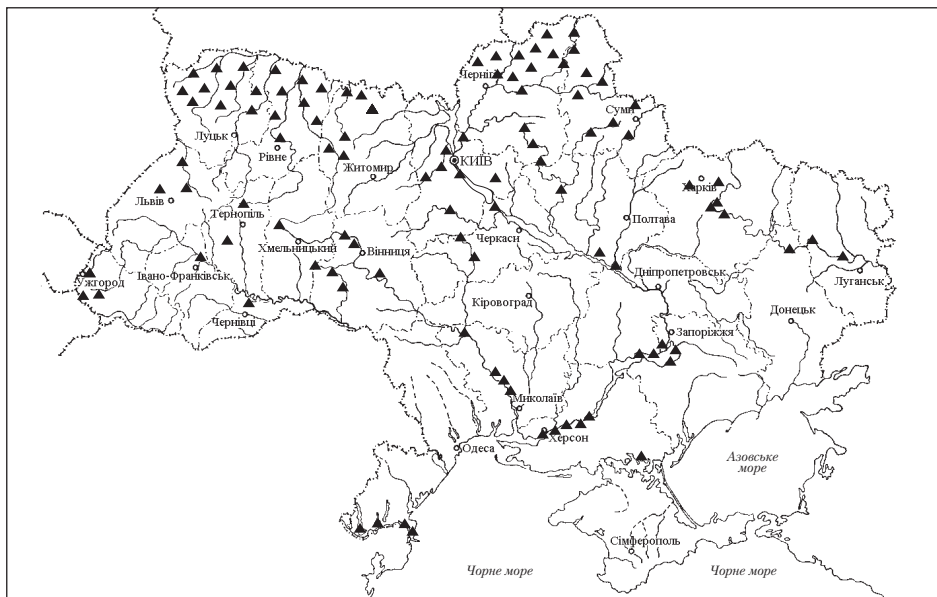 Чернігів
Суми
Луцьк
Рівне
КИЇВ
Житомир
Харків
Львів
Тернопіль
Полтава
Черкаси
Хмельницький
Вінниця
Івано-Франківськ
Ужгород
Дніпропетровськ
Луганськ
Кіровоград
Донецьк
Чернівці
Запоріжжя
Миколаїв
Херсон
Одеса
Азовське
море
Сімферополь
Чорне море
Чорне море